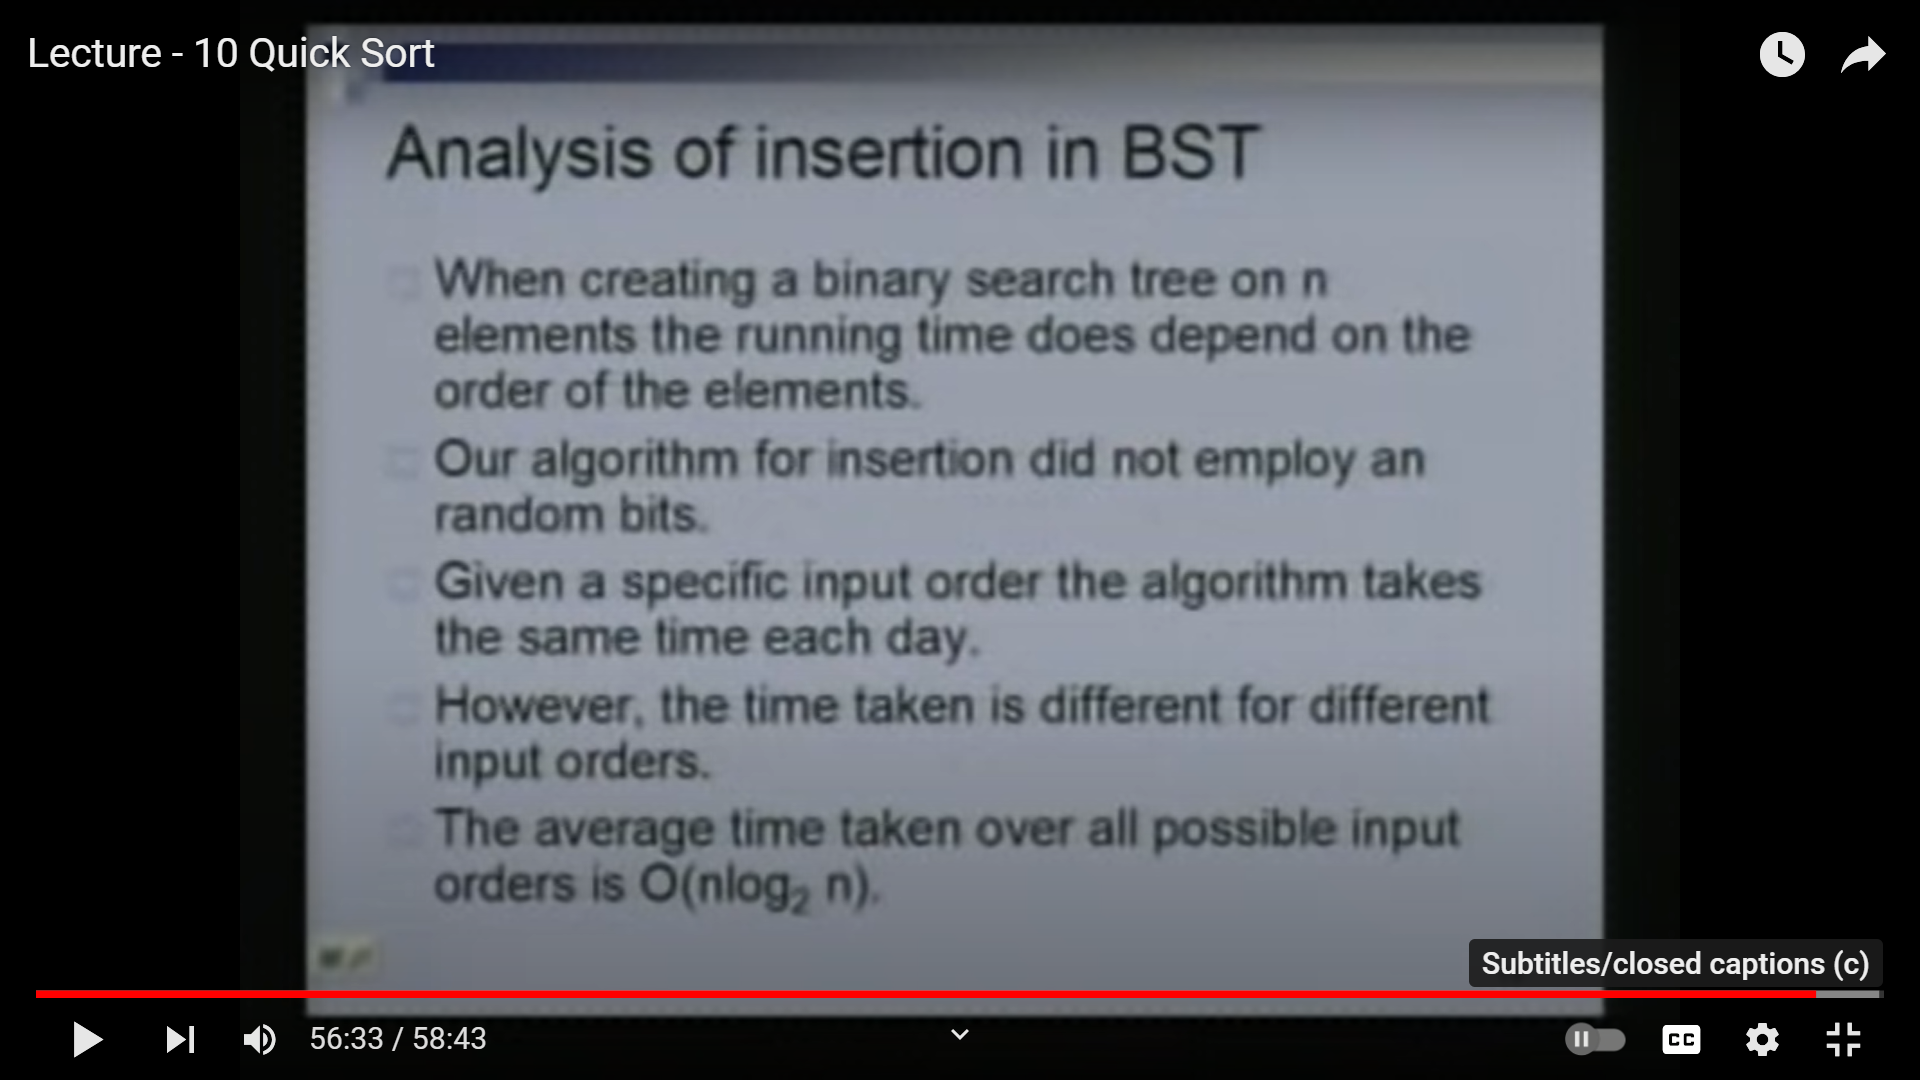 Lecture - 10 Quick Sort
Analysis of insertion in BST
When creating a binary search tree on n
elements the running time does depend on the
order of the elements.
Our algorithm for insertion did not employ an
random bits.
Given a specific input order the algorithm takes
the same time each day.
However, the time taken is different for different
input orders.
The average time taken over all possible input
orders is O(nlog₂ n).
Subtitles/closed captions (c)
56:33 / 58:43
CC